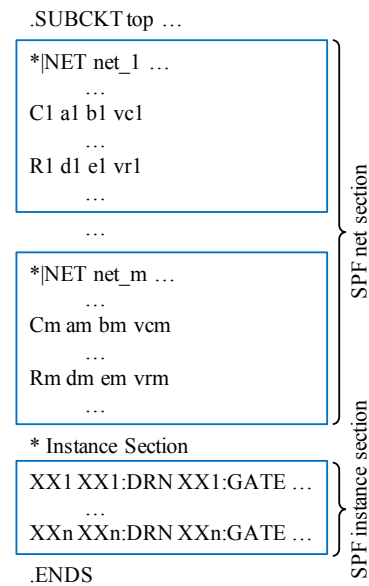 .SUBCKT top …
*|NET net_1 …
…
C1 a1 b1 vc1
…
R1 d1 e1 vr1
…
…
*|NET net_m …
…
Cm am bm vcm
…
Rm dm em vrm
…
SPF net section
* Instance Section
XX1 XX1:DRN XX1:GATE …
…
XXn XXn:DRN XXn:GATE …
SPF instance section
.ENDS